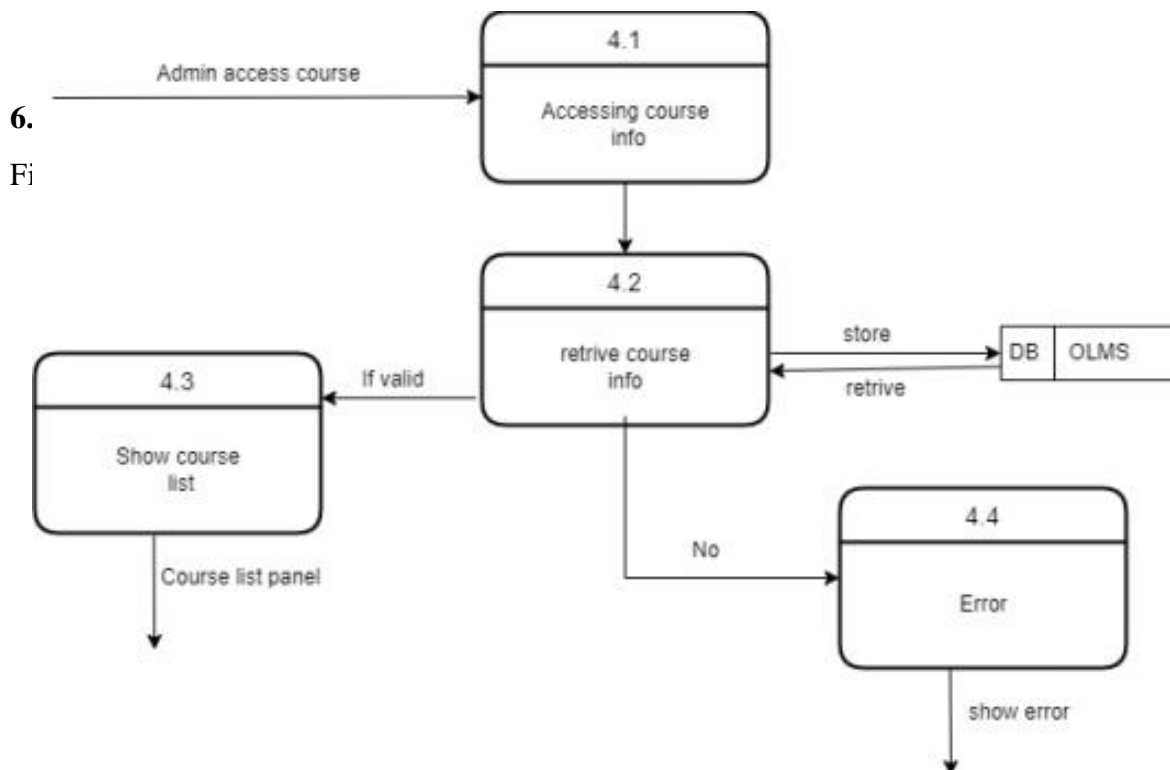 4.1
Admin access course
Accessing course
info
6.
4.2
retrive course
info
store
DB OLMS
retrive
If valid
4.3
Show course
list
Course list panel
No
4.4
Error
show error